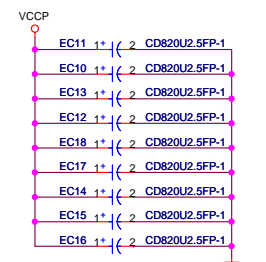 VCCP
EC11 1+ 2 CD820U2.5FP-1
EC10 1+ 2 CD820U2.5FP-1
EC13 1+ 2 CD820U2.5FP-1
EC12 1+ 2 CD820U2.5FP-1
EC18 1+ 2 CD820U2.5FP-1
EC17 1+ 2 CD820U2.5FP-1
EC14 1+ 2 CD820U2.5FP-1
EC15 1+ 2 CD820U2.5FP-1
EC16 1+ 2 CD820U2.5FP-1